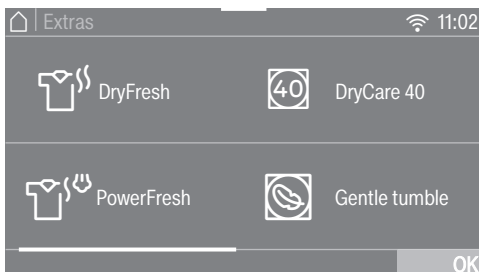 Extras 11:02
DryFresh
40 DryCare 40
PowerFresh
Gentle tumble
OK